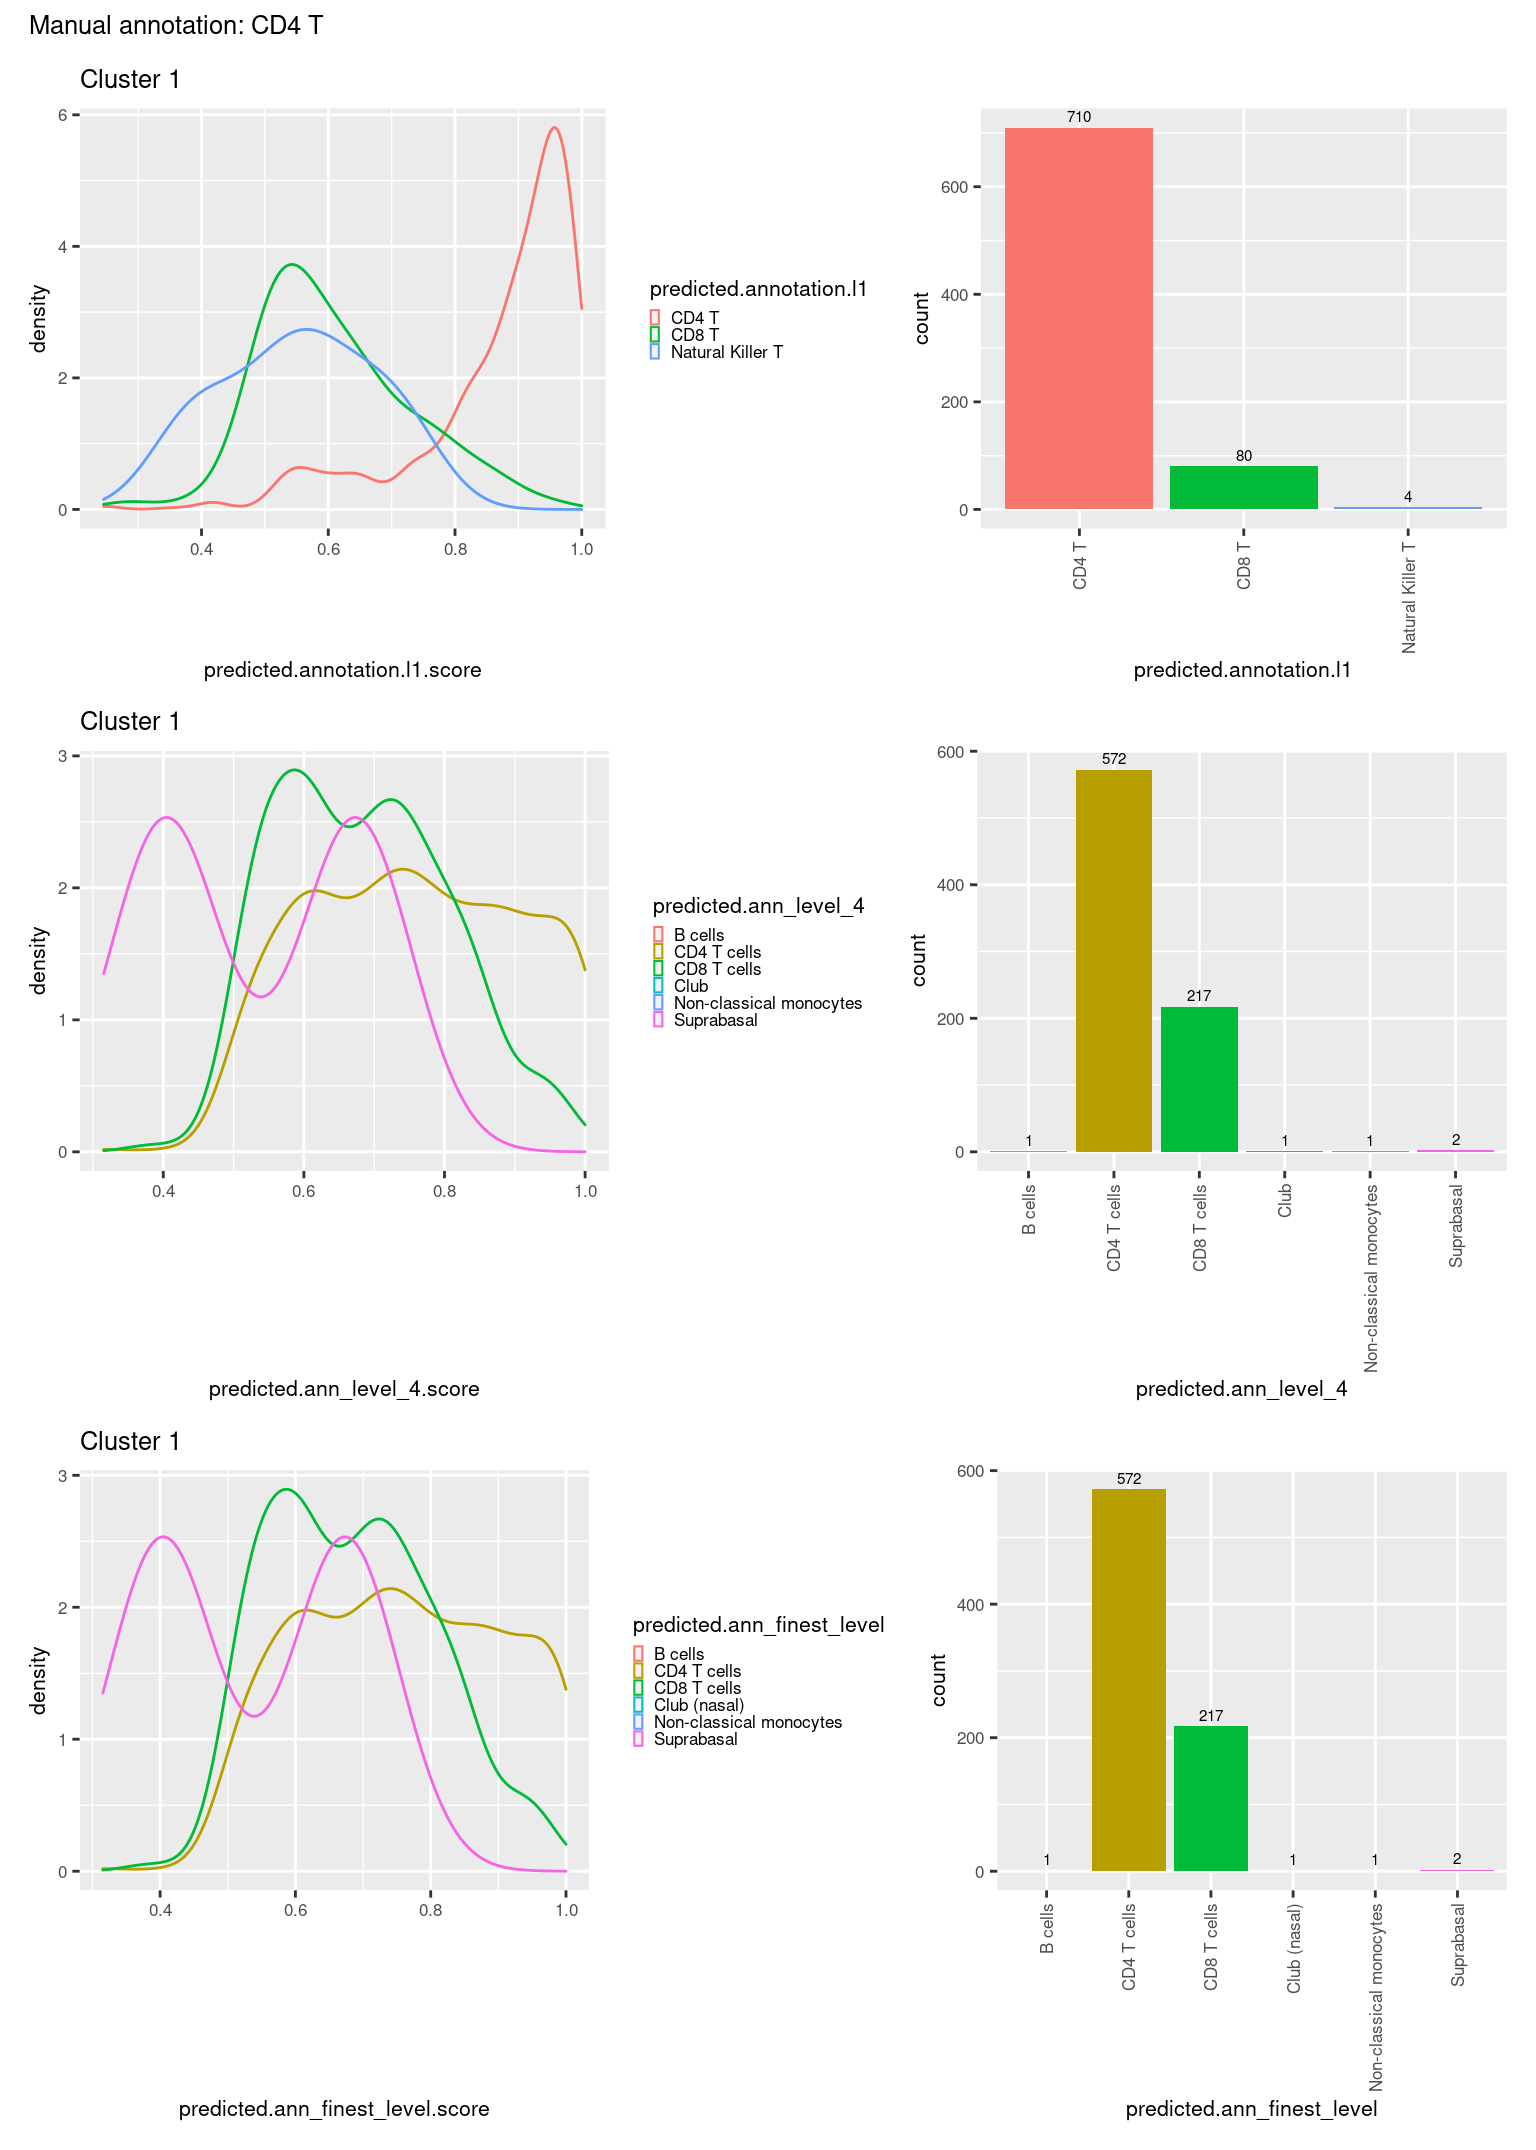 Manual annotation: CD4 T
Cluster 1
6
4
2
0
density
0.4
0.6
0.8
1.0
predicted.annotation.l1.score
predicted.annotation.l1
CD4 T
CD8 T
Natural Killer T
710
80
4
600
400
200
0
count
CD4 T
CD8 T
Natural Killer T
predicted.annotation.l1
Cluster 1
3
2
1
0
density
0.4
0.6
0.8
1.0
predicted.ann_level_4.score
predicted.ann_level_4
B cells
CD4 T cells
CD8 T cells
Club
Non-classical monocytes
Suprabasal
600
400
200
0
count
1
572
217
1
1
2
B cells
CD4 T cells
CD8 T cells
Club
Non-classical monocytes
Suprabasal
predicted.ann_level_4
Cluster 1
3
2
1
0
density
0.4
0.6
0.8
1.0
predicted.ann_finest_level.score
predicted.ann_finest_level
B cells
CD4 T cells
CD8 T cells
Club (nasal)
Non-classical monocytes
Suprabasal
600
400
200
0
count
1
572
217
1
1
2
B cells
CD4 T cells
CD8 T cells
Club (nasal)
Non-classical monocytes
Suprabasal
predicted.ann_finest_level